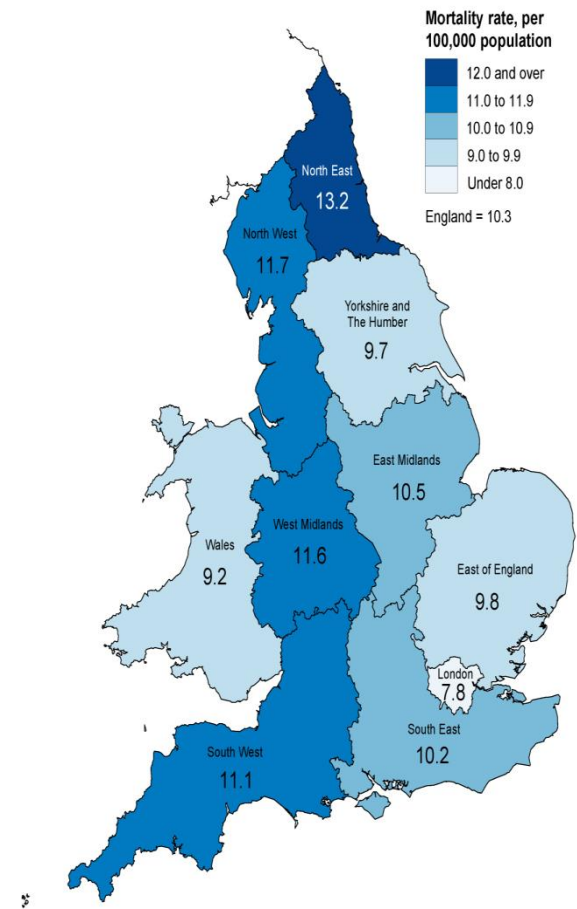 Mortality rate, per
100,000 population
12.0 and over
11.0 to 11.9
10.0 to 10.9
9.0 to 9.9
Under 8.0
England = 10.3
North East
13.2
North West
11.7
Yorkshire and
The Humber
9.7
East Midlands
10.5
West Midlands
11.6
Wales
9.2
East of England
9.8
London
7.8
South East
10.2
South West
11.1